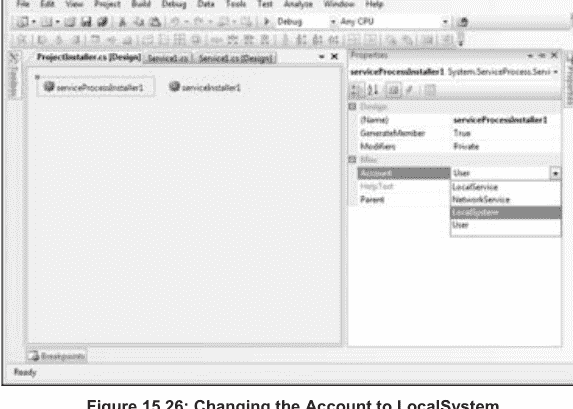 File Edit View Project Build Debug Data Tools Test Analyze Window Help
Debug Any CPU
ProjectInstaller.cs [Design] Service1.cs Service1.cs [Design]
serviceProcessInstaller1 serviceInstaller1
Toolbox
Properties
serviceProcessInstaller1 System.ServiceProcess.Servi
Design
(Name) serviceProcessInstaller1
GenerateMember True
Modifiers Private
Misc
Account User
HelpText LocalService
Parent NetworkService
LocalSystem
User
Properties
Breakpoints
Ready
Figure 15.26: Changing the Account to LocalSystem